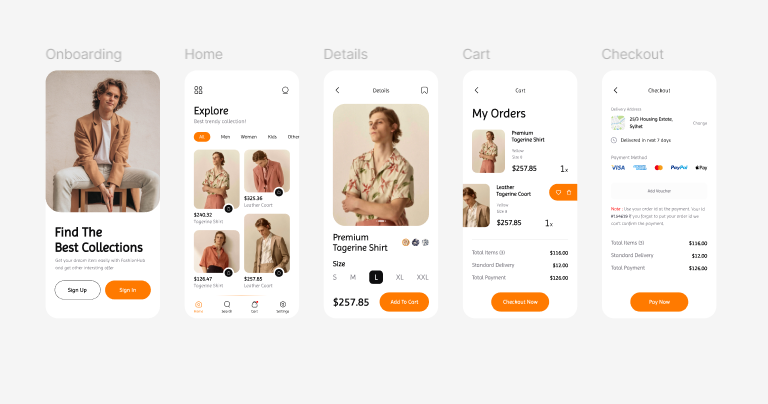 Onboarding
Find The
Best Collections
Get your dream item easily with FashionHub
and get other interesting offer
Sign Up
Sign In
Home
Explore
Best trendy collection!
All
Men
Women
Kids
Other
$240.32
Tagerine Shirt
$325.36
Leather Coart
$126.47
Tagerine Shirt
$257.85
Leather Coart
Home
Search
Cart
Settings
Details
Details
Premium
Tagerine Shirt
Size
S
M
L
XL
XXL
$257.85
Add To Cart
Cart
Cart
My Orders
Premium
Tagerine Shirt
Yellow
Size 8
$257.85
1x
Leather
Tagerine Coart
Yellow
Size 8
$257.85
1x
Total Items (3)
$116.00
Standard Delivery
$12.00
Total Payment
$126.00
Checkout Now
Checkout
Checkout
Delivery Address
21/D Housing Estate,
Sylhet
Change
Delivered in next 7 days
Payment Method
VISA
PayPal
Pay
Add Voucher
Note : Use your order id at the payment. Your Id
if you forget to put your order id we
can't confirm the payment.
Total Items (3)
$116.00
Standard Delivery
$12.00
Total Payment
$126.00
Pay Now